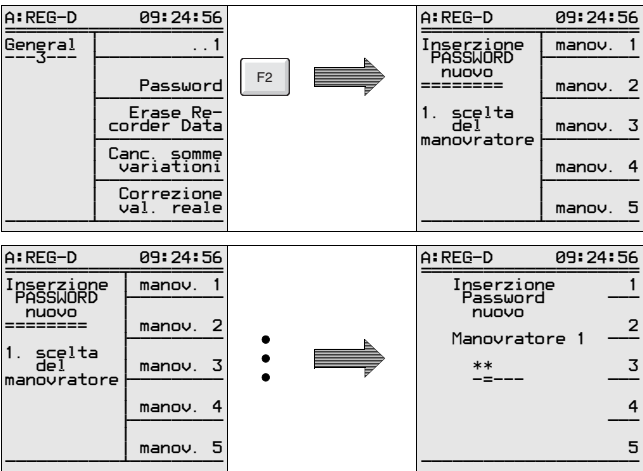 A:REG-D 09:24:56
General
---3---
..1
Password
Erase Re-
corder Data
Canc. somme
variationi
Correzione
val. reale
F2
A:REG-D 09:24:56
Inserzione
PASSWORD
nuovo
========
1. scelta
del
manovratore
manov. 1
manov. 2
manov. 3
manov. 4
manov. 5
A:REG-D 09:24:56
Inserzione
PASSWORD
nuovo
========
1. scelta
del
manovratore
manov. 1
manov. 2
manov. 3
manov. 4
manov. 5
A:REG-D 09:24:56
Inserzione
Password
nuovo
Manovratore 1
**
-=---
1
2
3
4
5